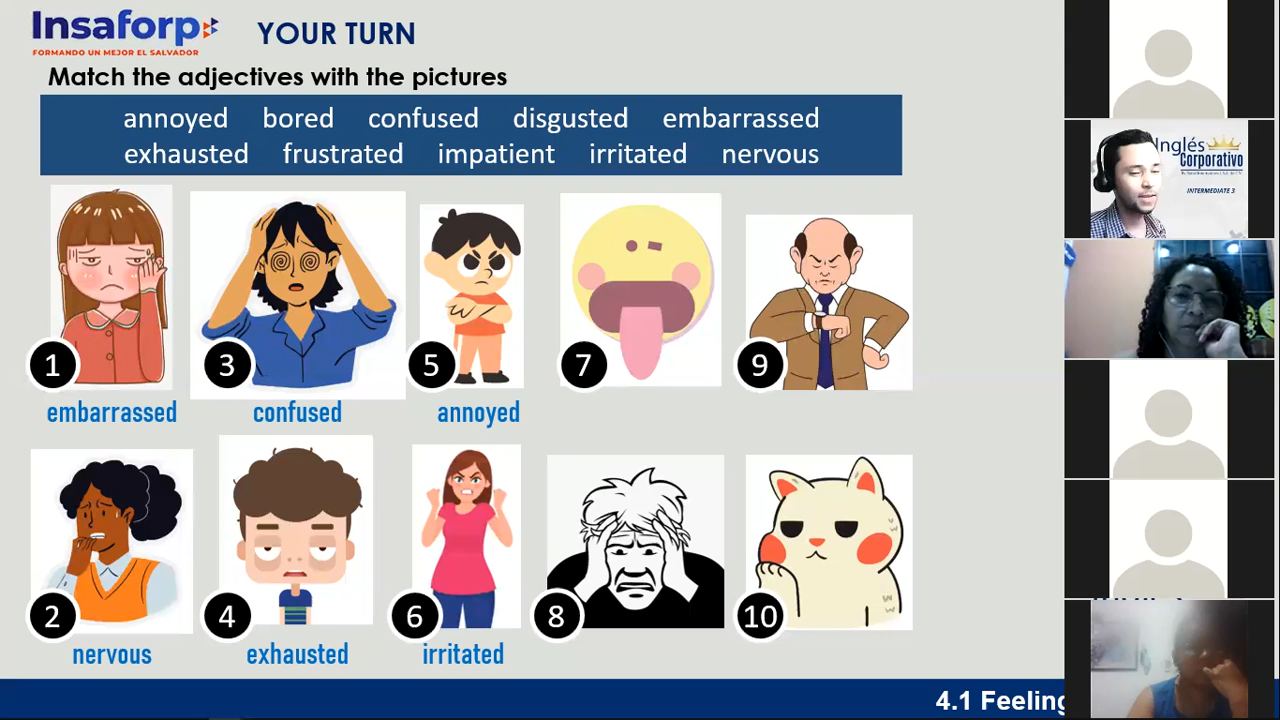 Insaforp
FORMANDO UN MEJOR EL SALVADOR
YOUR TURN
Match the adjectives with the pictures
annoyed bored confused disgusted embarrassed
exhausted frustrated impatient irritated nervous
1 3 5 7 9
embarrassed confused annoyed
2 4 6 8 10
nervous exhausted irritated
4.1 Feeling
Inglés
Corporativo
INTERMEDIATE 3